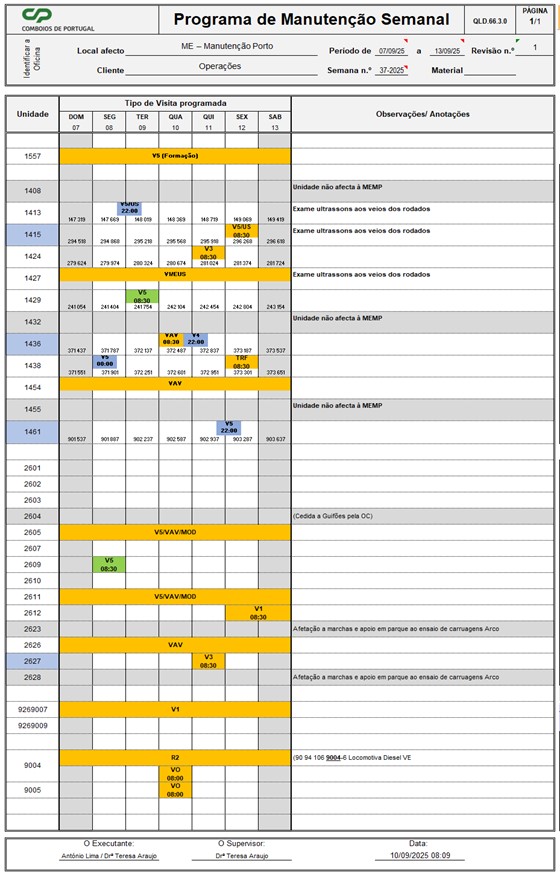 COMBOIOS DE PORTUGAL
Programa de Manutenção Semanal
QLD.66.3.0
PÁGINA
1/1
Identificar a Oficina
Local afecto ME – Manutenção Porto Período de 07/09/25 a 13/09/25 Revisão n.º 1
Cliente Operações Semana n.º 37-2025 Material
Unidade Tipo de Visita programada Observações/ Anotações
DOM SEG TER QUA QUI SEX SAB
07 08 09 10 11 12 13
1557 V5 (Formação)
1408 Unidade não afecta à MEMP
1413 V5/US 22:00 Exame ultrassons aos veios dos rodados
147 319 147 669 148 019 148 369 148 719 149 069 149 419
1415 V5/US 08:30 Exame ultrassons aos veios dos rodados
294 518 294 868 295 218 295 568 295 918 296 268 296 618
1424 V3 08:30
279 624 279 974 280 324 280 674 281 024 281 374 281 724
1427 Exame ultrassons aos veios dos rodados
1429 V5 08:30
241 054 241 404 241 754 242 104 242 454 242 804 243 154
1432 Unidade não afecta à MEMP
1436 VAV 08:30 V4 22:00
371 437 371 787 372 137 372 487 372 837 373 187 373 537
1438 V5 00:00 TRF 08:30
371 551 371 901 372 251 372 601 372 951 373 301 373 651
1454 VAV
1455 Unidade não afecta à MEMP
1461 V5 22:00
901 537 901 887 902 237 902 587 902 937 903 287 903 637
2601
2602
2603
2604 (Cedida a Guifões pela OC)
2605 V5/VAV/MOD
2607
2609 V5 08:30
2610
2611 V5/VAV/MOD
2612 V1 08:30
2623 Afetação a marchas e apoio em parque ao ensaio de carruagens Arco
2626 VAV
2627 V3 08:30
2628 Afetação a marchas e apoio em parque ao ensaio de carruagens Arco
9269007 V1
9269009
9004 R2 (90 94 106 9004-6 Locomotiva Diesel VE
VO 08:00
9005 VO 08:00
O Executante: O Supervisor: Data:
António Lima / Drª Teresa Araujo Drª Teresa Araujo 10/09/2025 08:09